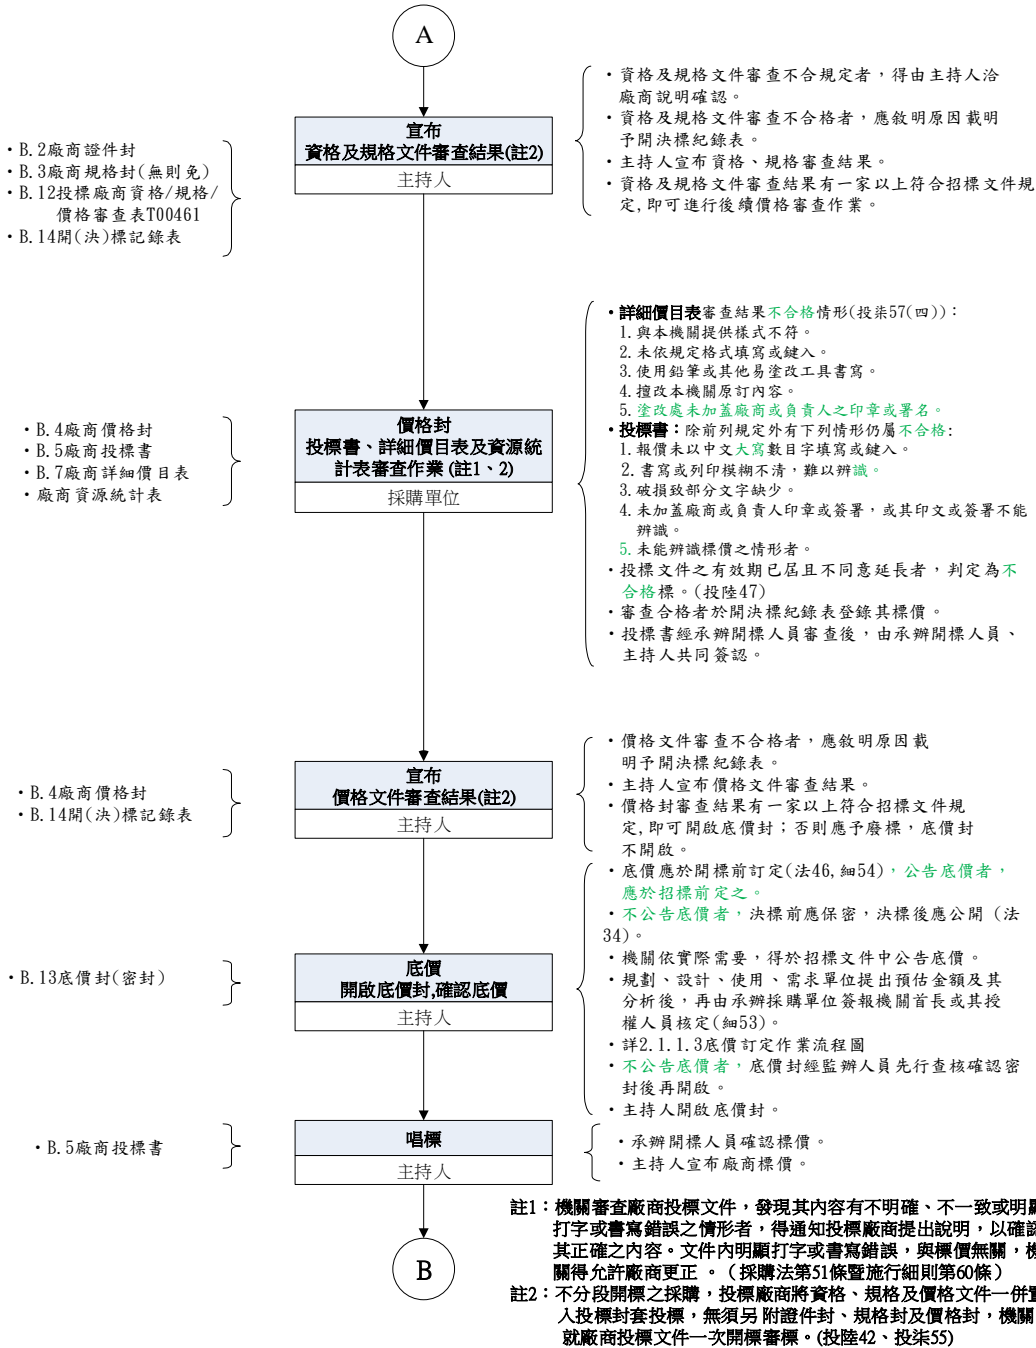 A
・B.2廠商證件封
・B.3廠商規格封(無則免)
・B.12投標廠商資格/規格/
價格審查表T00461
・B.14開(決)標記錄表
宣布
資格及規格文件審查結果(註2)
主持人
・資格及規格文件審查不合規定者，得由主持人洽
廠商說明確認。
・資格及規格文件審查不合格者，應敘明原因載明
予開決標紀錄表。
・主持人宣布資格、規格審查結果。
・資格及規格文件審查結果有一家以上符合招標文件規
定,即可進行後續價格審查作業。
・B.4廠商價格封
・B.5廠商投標書
・B.7廠商詳細價目表
・廠商資源統計表
價格封
投標書、詳細價目表及資源統
計表審查作業 (註1、2)
採購單位
・詳細價目表審查結果不合格情形(投柒57(四))：
1.與本機關提供樣式不符。
2.未依規定格式填寫或鍵入。
3.使用鉛筆或其他易塗改工具書寫。
4.擅改本機關原訂內容。
5.塗改處未加蓋廠商或負責人之印章或署名。
・投標書：除前列規定外有下列情形仍屬不合格:
1.報價未以中文大寫數目字填寫或鍵入。
2.書寫或列印模糊不清，難以辨識。
3.破損致部分文字缺少。
4.未加蓋廠商或負責人印章或簽署，或其印文或簽署不能
辨識。
5.未能辨識標價之情形者。
・投標文件之有效期已屆且不同意延長者，判定為不
合格標。(投陸47)
・審查合格者於開決標紀錄表登錄其標價。
・投標書經承辦開標人員審查後，由承辦開標人員、
主持人共同簽認。
・B.4廠商價格封
・B.14開(決)標記錄表
宣布
價格文件審查結果(註2)
主持人
・價格文件審查不合格者，應敘明原因載
明予開決標紀錄表。
・主持人宣布價格文件審查結果。
・價格封審查結果有一家以上符合招標文件規
定,即可開啟底價封；否則應予廢標，底價封
不開啟。
・B.13底價封(密封)
底價
開啟底價封,確認底價
主持人
・底價應於開標前訂定(法46,細54)，公告底價者，
應於招標前定之。
・不公告底價者，決標前應保密，決標後應公開 (法
34)。
・機關依實際需要，得於招標文件中公告底價。
・規劃、設計、使用、需求單位提出預估金額及其
分析後，再由承辦採購單位簽報機關首長或其授
權人員核定(細53)。
・詳2.1.1.3底價訂定作業流程圖
・不公告底價者，底價封經監辦人員先行查核確認密
封後再開啟。
・主持人開啟底價封。
・B.5廠商投標書
唱標
主持人
・承辦開標人員確認標價。
・主持人宣布廠商標價。
B
註1：機關審查廠商投標文件，發現其內容有不明確、不一致或明顯
打字或書寫錯誤之情形者，得通知投標廠商提出說明，以確認
其正確之內容。文件內明顯打字或書寫錯誤，與標價無關，機
關得允許廠商更正 。（採購法第51條暨施行細則第60條）
註2：不分段開標之採購，投標廠商將資格、規格及價格文件一併置
入投標封套投標，無須另附證件封、規格封及價格封，機關
就廠商投標文件一次開標審標。(投陸42、投柒55)